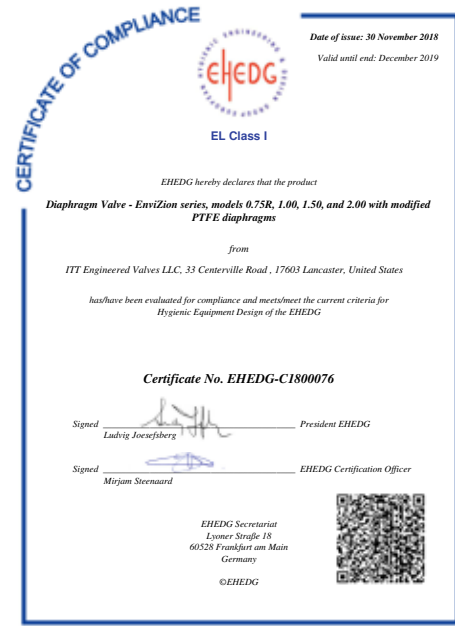 CERTIFICATE OF COMPLIANCE
Date of issue: 30 November 2018
Valid until end: December 2019
HYGIENIC ENGINEERING & DESIGN
EHEDG
EUROPEAN GROUP
EL Class I
EHEDG hereby declares that the product
Diaphragm Valve - EnviZion series, models 0.75R, 1.00, 1.50, and 2.00 with modified
PTFE diaphragms
from
ITT Engineered Valves LLC, 33 Centerville Road , 17603 Lancaster, United States
has/have been evaluated for compliance and meets/meet the current criteria for
Hygienic Equipment Design of the EHEDG
Certificate No. EHEDG-C1800076
Signed President EHEDG
Ludvig Joesefsberg
Signed EHEDG Certification Officer
Mirjam Steenaard
EHEDG Secretariat
Lyoner Straße 18
60528 Frankfurt am Main
Germany
©EHEDG